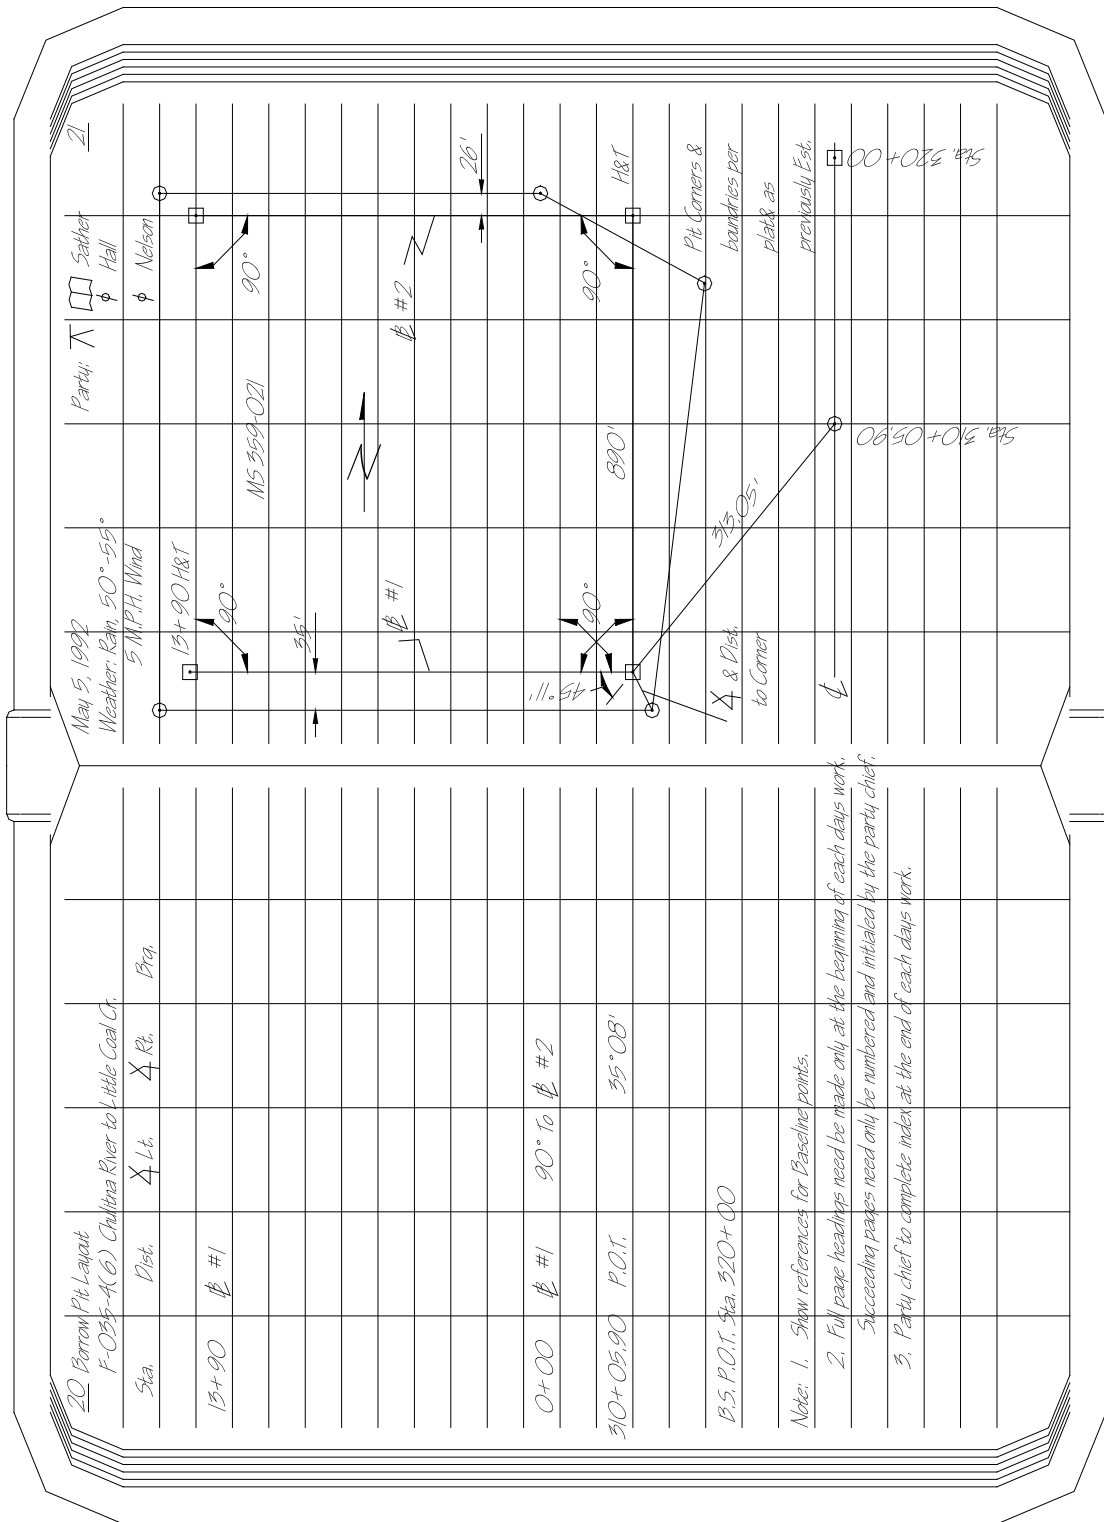 20 Borrow Pit Layout
F-035-4(6) Chulitna River to Little Coal Cr.
Sta. Dist. ∡ Lt. ∡ Rt. Brg.
13+90 ⅊ #1
0+00 ⅊ #1 90° To ⅊ #2
310+05.90 P.O.T. 35°08'
B.S. P.O.T. Sta. 320+00
Note: 1. Show references for Baseline points.
2. Full page headings need be made only at the beginning of each days work.
Succeeding pages need only be numbered and initialed by the party chief.
3. Party chief to complete index at the end of each days work.
May 5, 1992 Party: Sather 21
Weather: Rain, 50°-55° Hall
5 M.P.H. Wind Nelson
13+90 H&T
90°
90°
MS 359-021
35'
26'
⅊ #1
⅊ #2
45°11'
90°
890'
90°
H&T
313.05'
∡ & Dist.
to Corner
Pit Corners &
boundries per
plat& as
previously Est.
℄
Sta. 310+05.90
Sta. 320+00